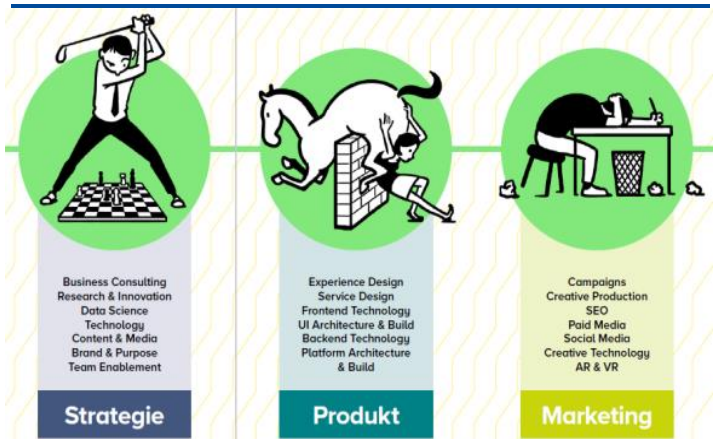 Business Consulting
Research & Innovation
Data Science
Technology
Content & Media
Brand & Purpose
Team Enablement
Strategie
Experience Design
Service Design
Frontend Technology
UI Architecture & Build
Backend Technology
Platform Architecture
& Build
Produkt
Campaigns
Creative Production
SEO
Paid Media
Social Media
Creative Technology
AR & VR
Marketing